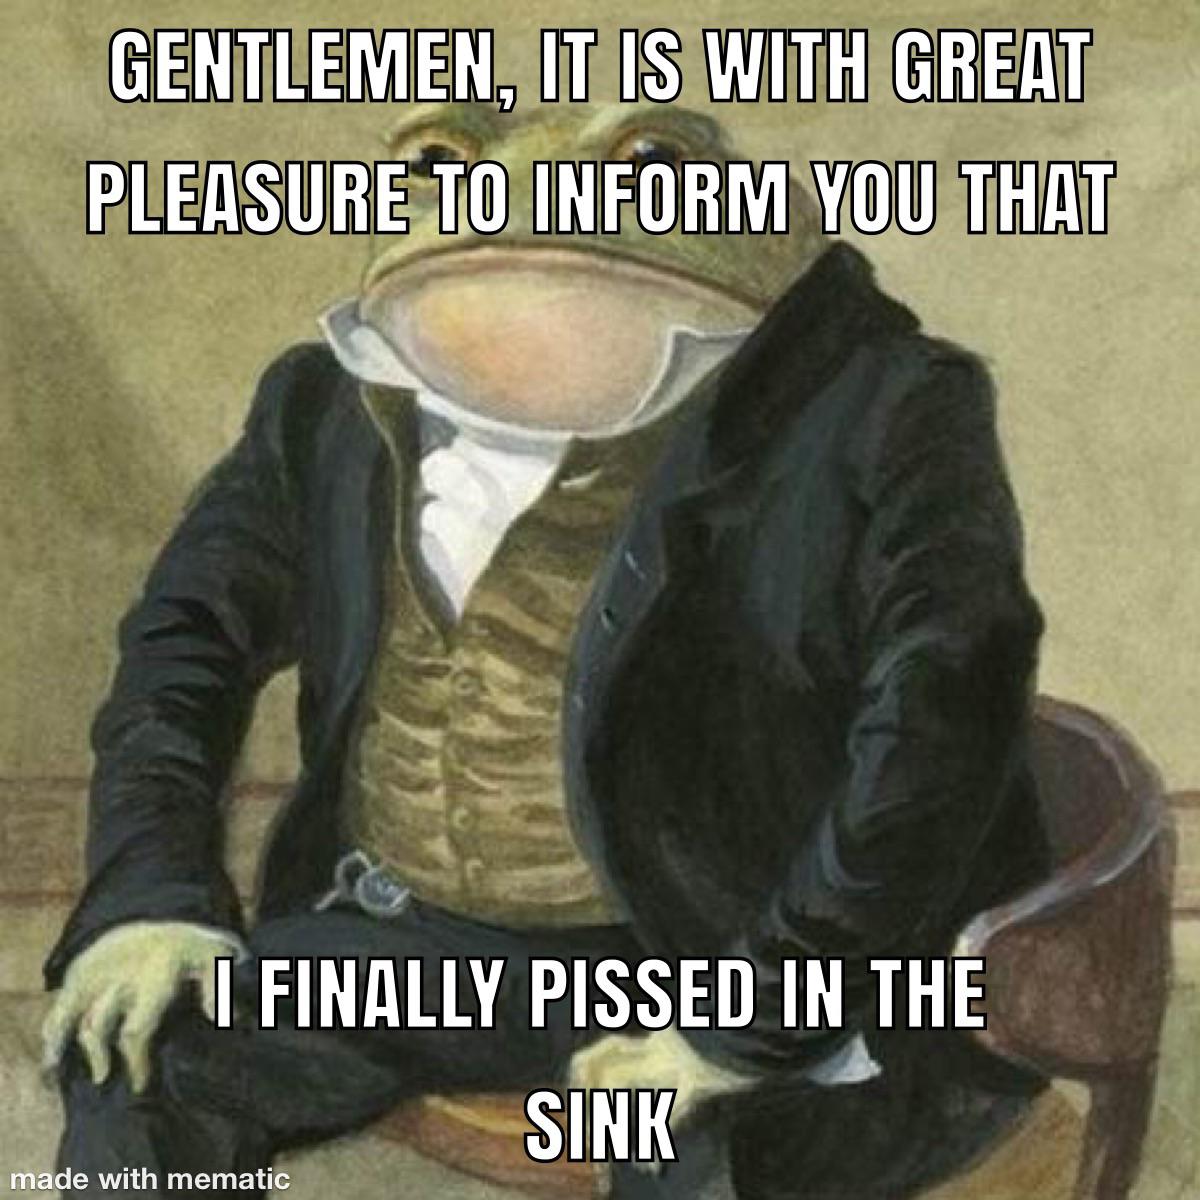 GENTLEMEN, IT IS WITH GREAT
PLEASURE TO INFORM YOU THAT
I FINALLY PISSED IN THE
SINK
made with mematic